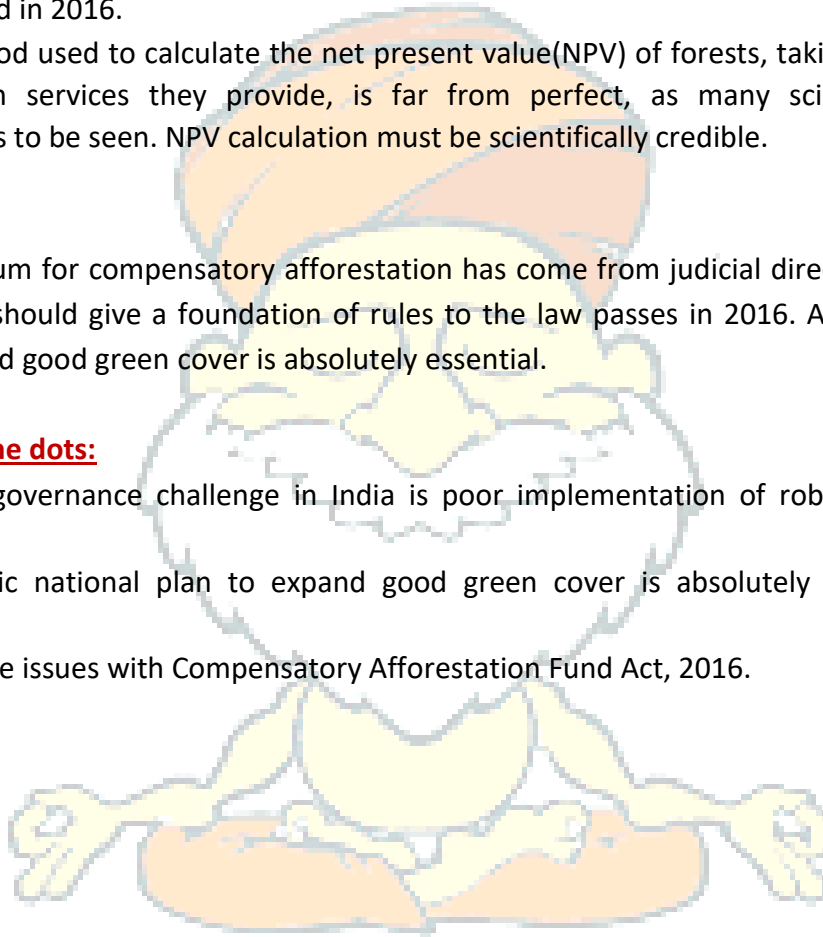 d in 2016.
od used to calculate the net present value(NPV) of forests, taki
n services they provide, is far from perfect, as many sci
s to be seen. NPV calculation must be scientifically credible.
um for compensatory afforestation has come from judicial dire
should give a foundation of rules to the law passes in 2016. A
d good green cover is absolutely essential.
ne dots:
governance challenge in India is poor implementation of rob
ic national plan to expand good green cover is absolutely
e issues with Compensatory Afforestation Fund Act, 2016.